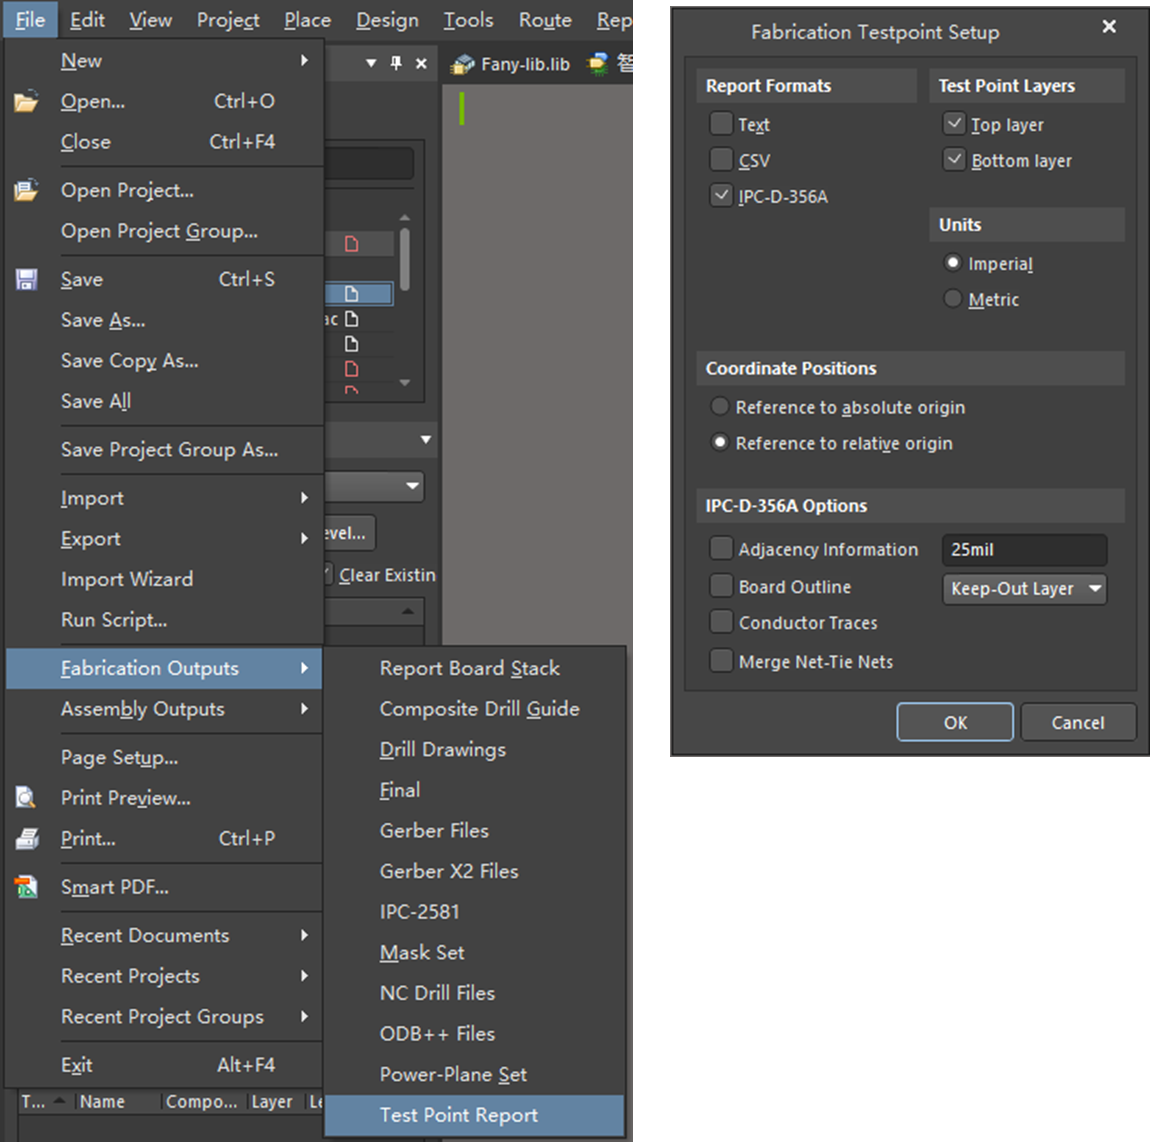 File Edit View Project Place Design Tools Route Rep
New
Open... Ctrl+O
Close Ctrl+F4
Open Project...
Open Project Group...
Save Ctrl+S
Save As...
Save Copy As...
Save All
Save Project Group As...
Import
Export
Import Wizard
Run Script...
Fabrication Outputs
Assembly Outputs
Page Setup...
Print Preview...
Print... Ctrl+P
Smart PDF...
Recent Documents
Recent Projects
Recent Project Groups
Exit Alt+F4
Fany-lib.lib 智
ac
evel...
Clear Existin
Report Board Stack
Composite Drill Guide
Drill Drawings
Final
Gerber Files
Gerber X2 Files
IPC-2581
Mask Set
NC Drill Files
ODB++ Files
Power-Plane Set
Test Point Report
T... Name Compo... Layer Le
Fabrication Testpoint Setup
Report Formats
Text
CSV
IPC-D-356A
Test Point Layers
Top layer
Bottom layer
Units
Imperial
Metric
Coordinate Positions
Reference to absolute origin
Reference to relative origin
IPC-D-356A Options
Adjacency Information 25mil
Board Outline Keep-Out Layer
Conductor Traces
Merge Net-Tie Nets
OK Cancel